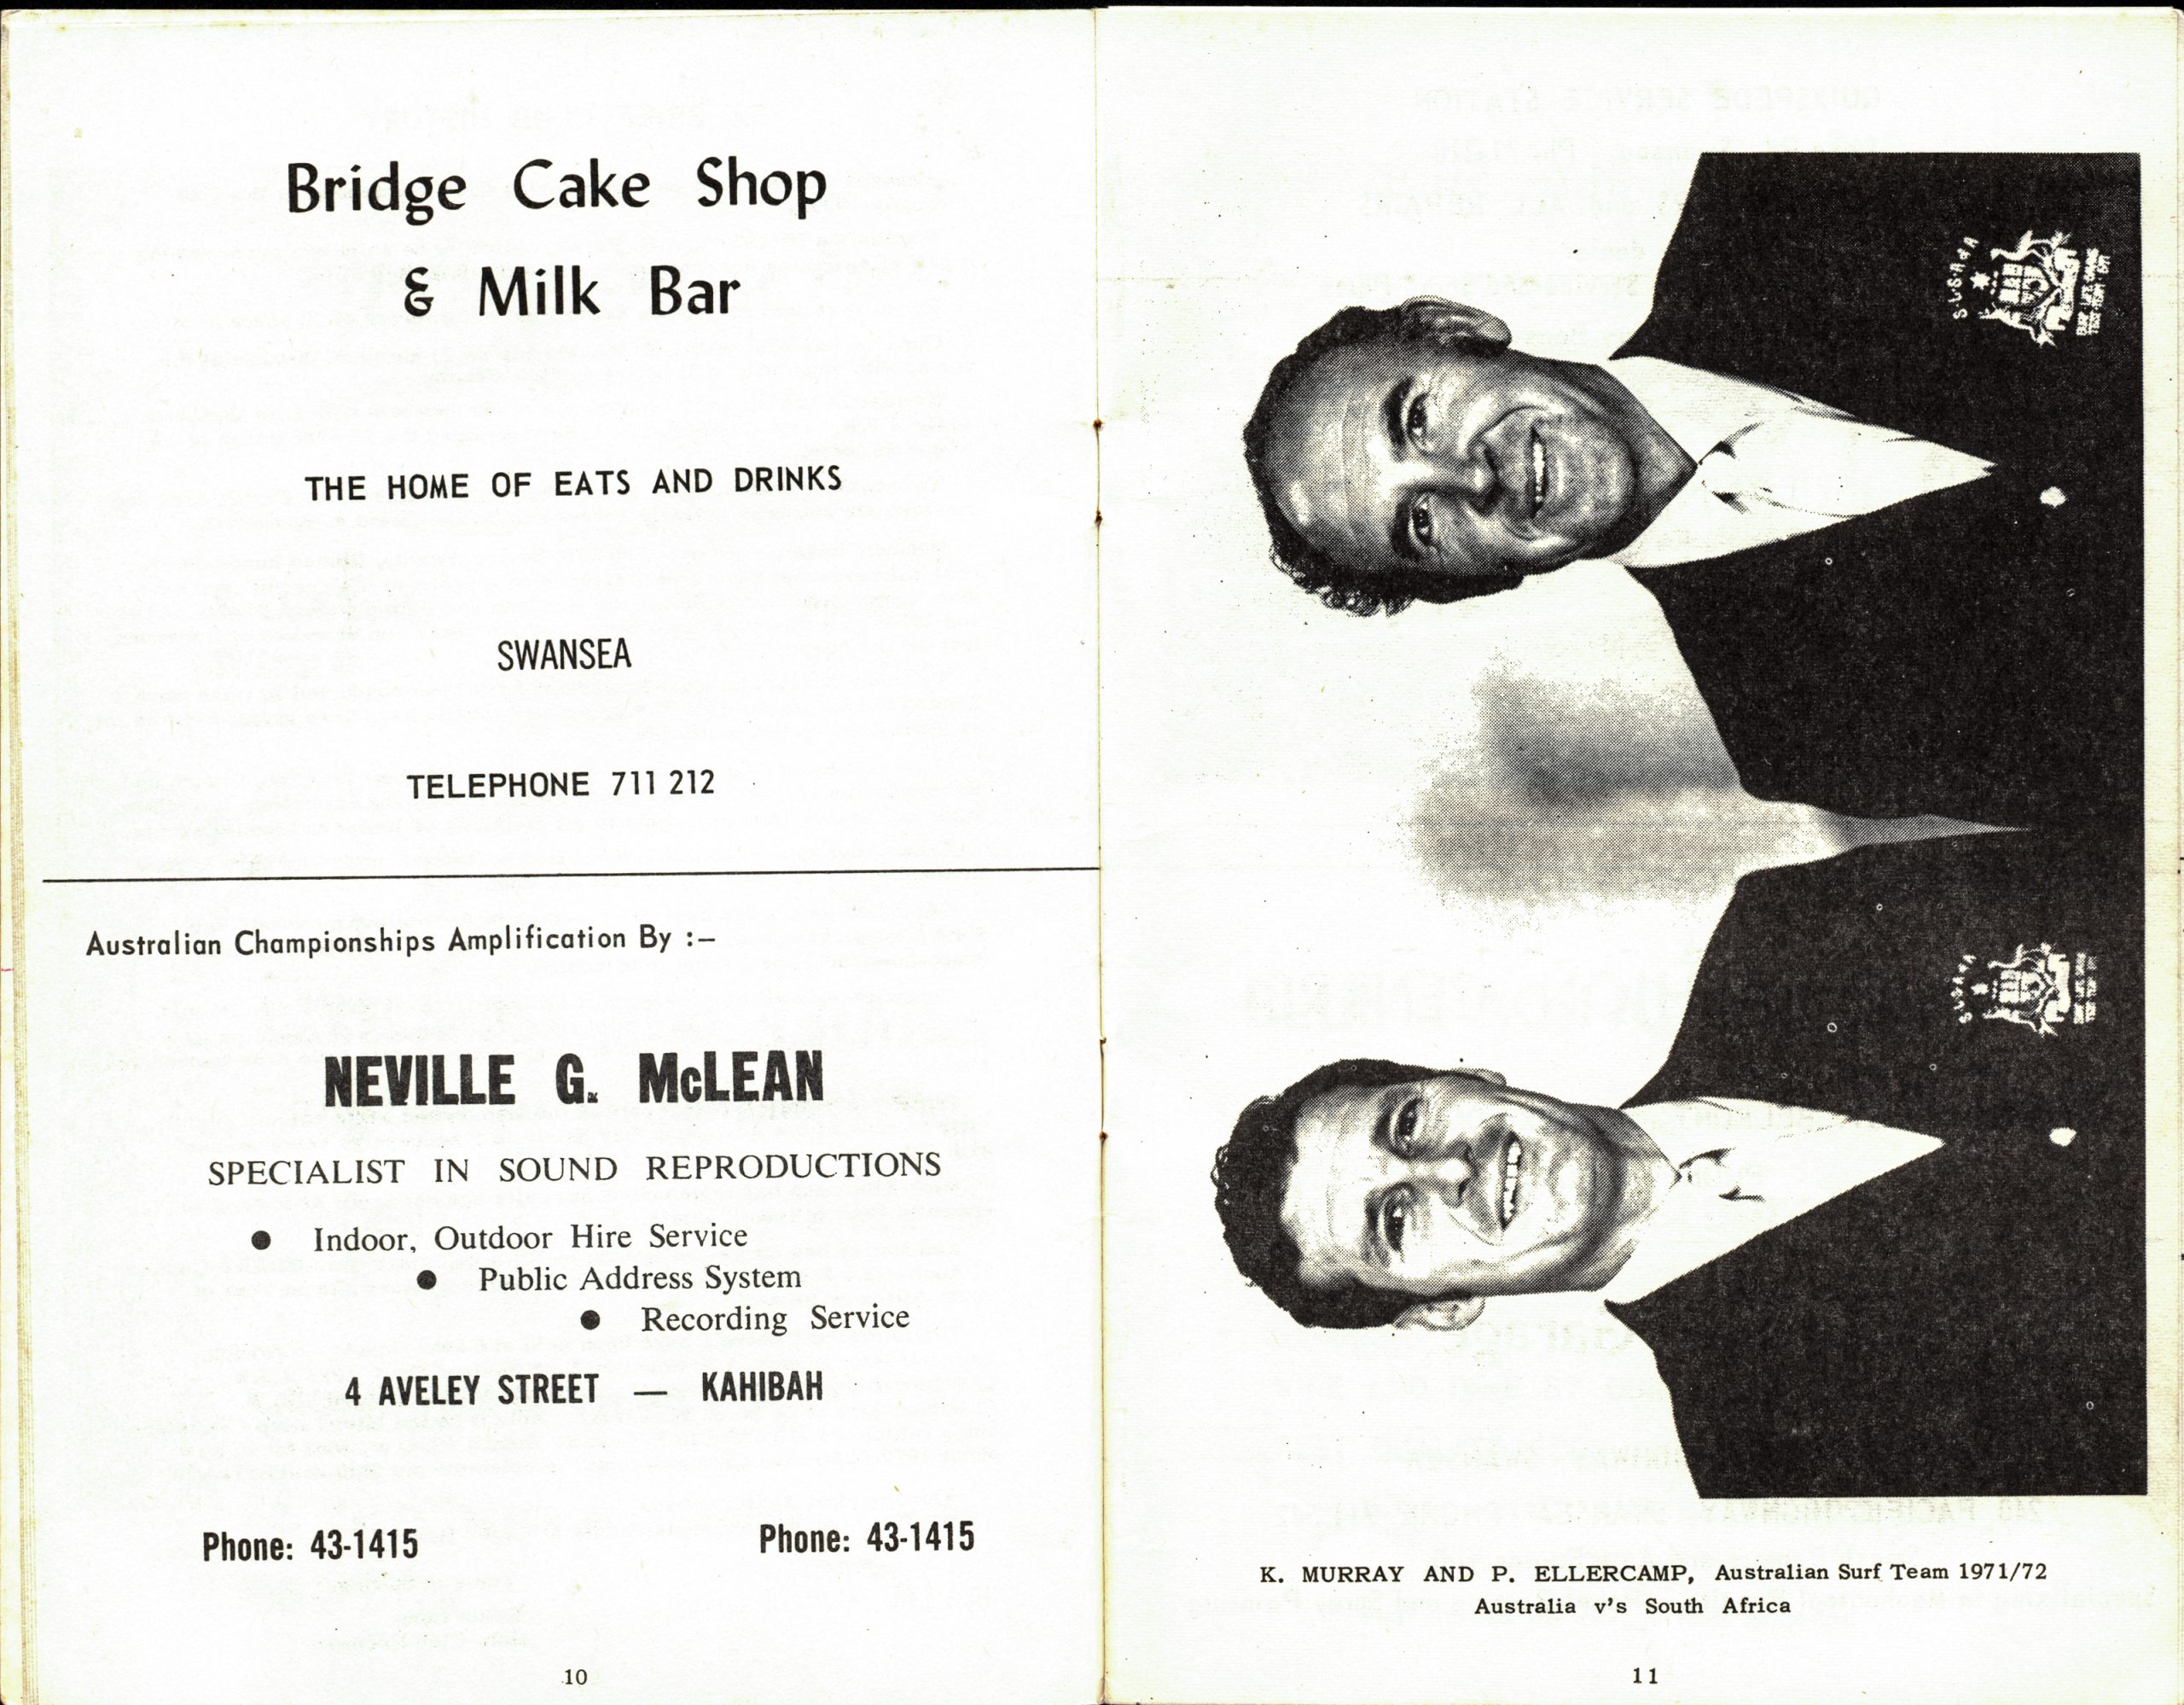 Bridge Cake Shop
& Milk Bar
THE HOME OF EATS AND DRINKS
SWANSEA
TELEPHONE 711 212
Australian Championships Amplification By :–
NEVILLE G. McLEAN
SPECIALIST IN SOUND REPRODUCTIONS
● Indoor, Outdoor Hire Service
● Public Address System
● Recording Service
4 AVELEY STREET — KAHIBAH
Phone: 43-1415 Phone: 43-1415
10
S.L.S.A.A.
S.L.S.A.A.
K. MURRAY AND P. ELLERCAMP, Australian Surf Team 1971/72
Australia v's South Africa
11